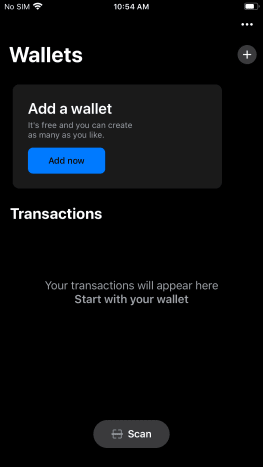 No SIM 10:54 AM
Wallets
Add a wallet
It's free and you can create
as many as you like.
Add now
Transactions
Your transactions will appear here
Start with your wallet
Scan